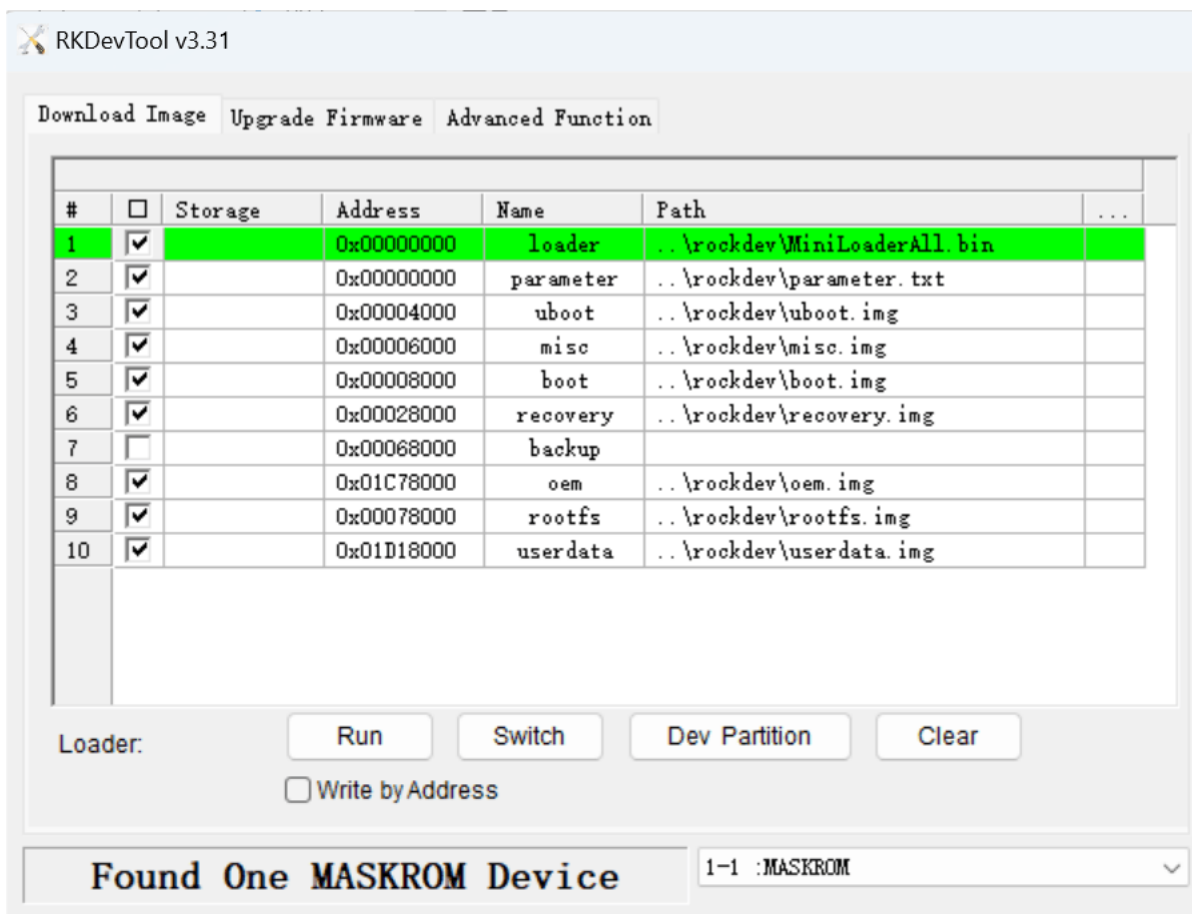 RKDevTool v3.31
Download Image Upgrade Firmware Advanced Function
# Storage Address Name Path ...
1 0x00000000 loader ..\rockdev\MiniLoaderAll.bin
2 0x00000000 parameter ..\rockdev\parameter.txt
3 0x00004000 uboot ..\rockdev\uboot.img
4 0x00006000 misc ..\rockdev\misc.img
5 0x00008000 boot ..\rockdev\boot.img
6 0x00028000 recovery ..\rockdev\recovery.img
7 0x00068000 backup
8 0x01C78000 oem ..\rockdev\oem.img
9 0x00078000 rootfs ..\rockdev\rootfs.img
10 0x01D18000 userdata ..\rockdev\userdata.img
Loader: Run Switch Dev Partition Clear
Write by Address
Found One MASKROM Device 1-1 :MASKROM